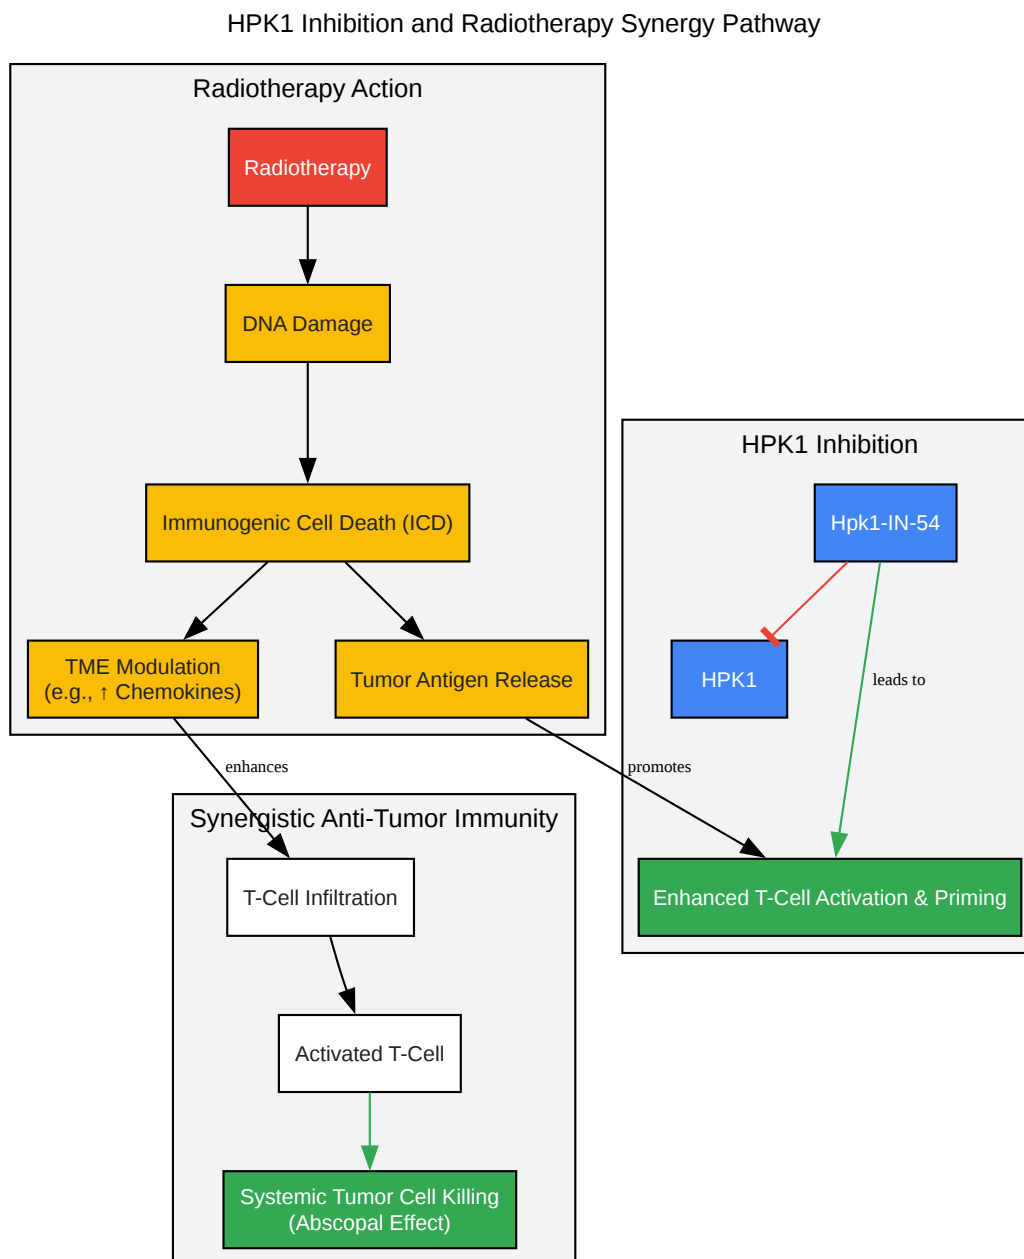 HPK1 Inhibition and Radiotherapy Synergy Pathway
Radiotherapy Action
Radiotherapy
DNA Damage
Immunogenic Cell Death (ICD)
TME Modulation
(e.g., ↑ Chemokines)
Tumor Antigen Release
HPK1 Inhibition
Hpk1-IN-54
HPK1
leads to
enhances
promotes
Enhanced T-Cell Activation & Priming
Synergistic Anti-Tumor Immunity
T-Cell Infiltration
Activated T-Cell
Systemic Tumor Cell Killing
(Abscopal Effect)